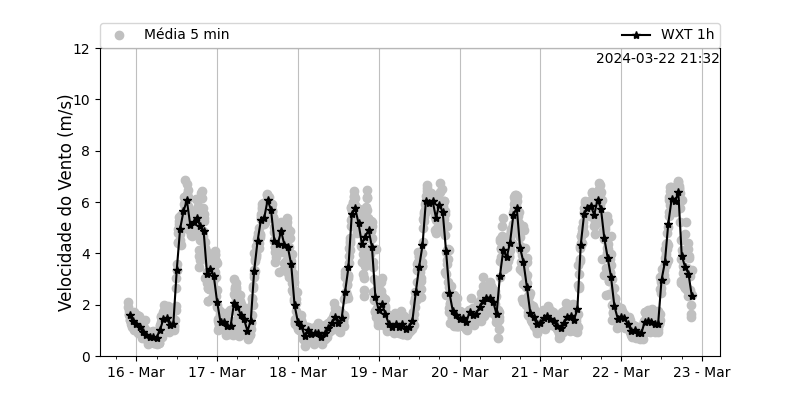 Média 5 min
WXT 1h
2024-03-22 21:32
Velocidade do Vento (m/s)
12
10
8
6
4
2
0
16 - Mar
17 - Mar
18 - Mar
19 - Mar
20 - Mar
21 - Mar
22 - Mar
23 - Mar